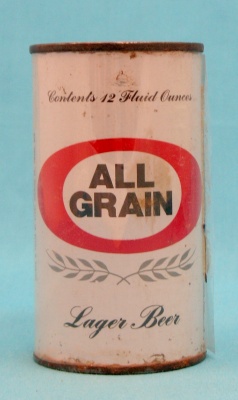 Contents 12 Fluid Ounces
ALL
GRAIN
Lager Beer